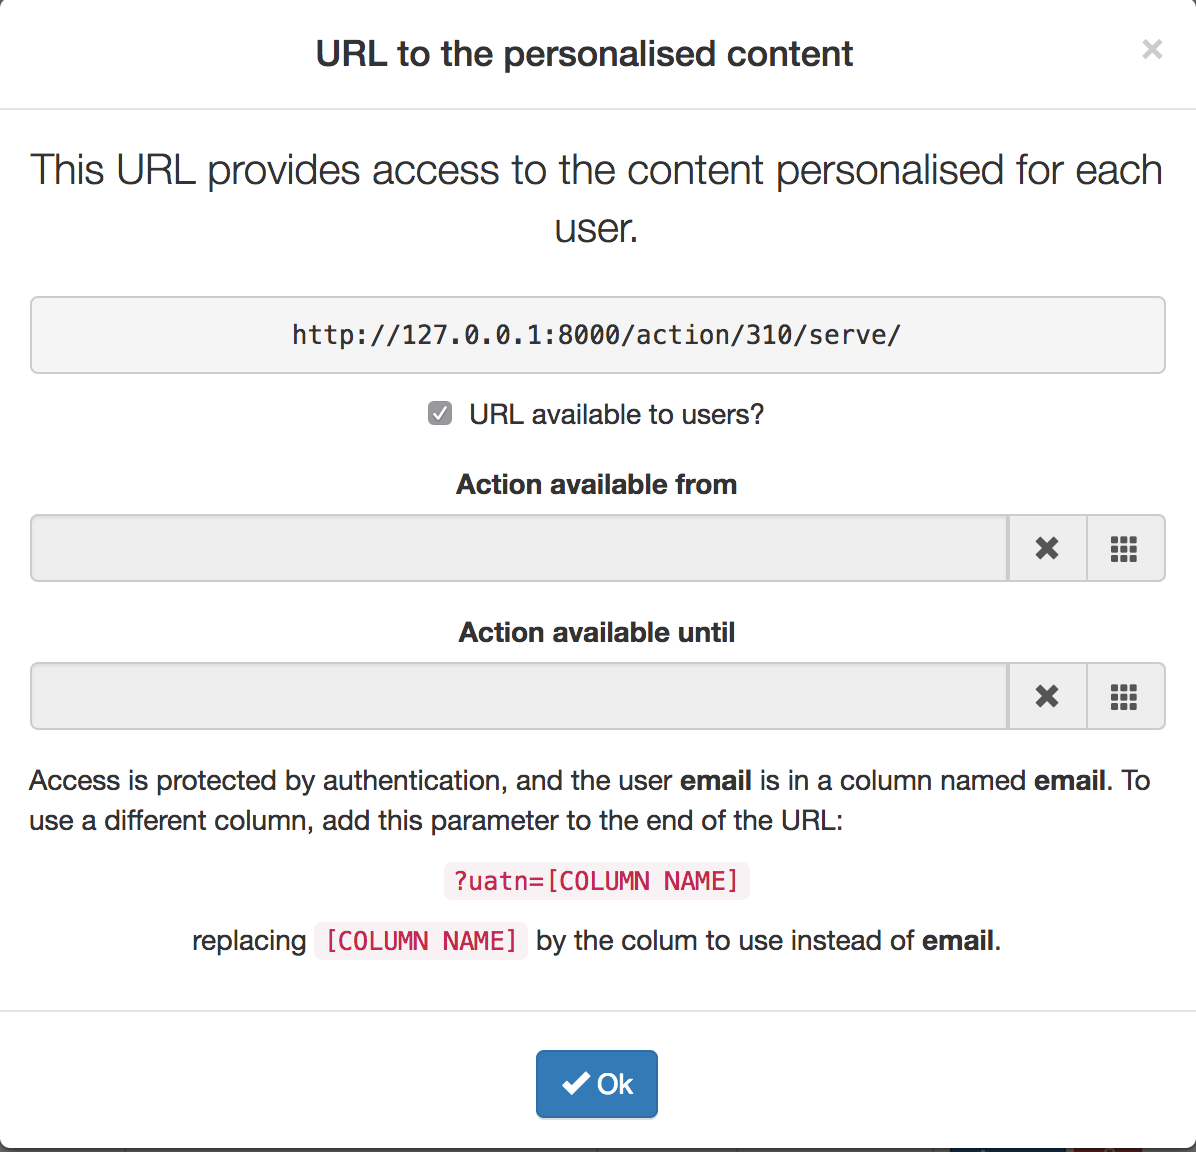 URL to the personalised content
This URL provides access to the content personalised for each
user.
http://127.0.0.1:8000/action/310/serve/
URL available to users?
Action available from
Action available until
Access is protected by authentication, and the user email is in a column named email. To
use a different column, add this parameter to the end of the URL:
?uatn=[COLUMN NAME]
replacing [COLUMN NAME] by the colum to use instead of email.
Ok